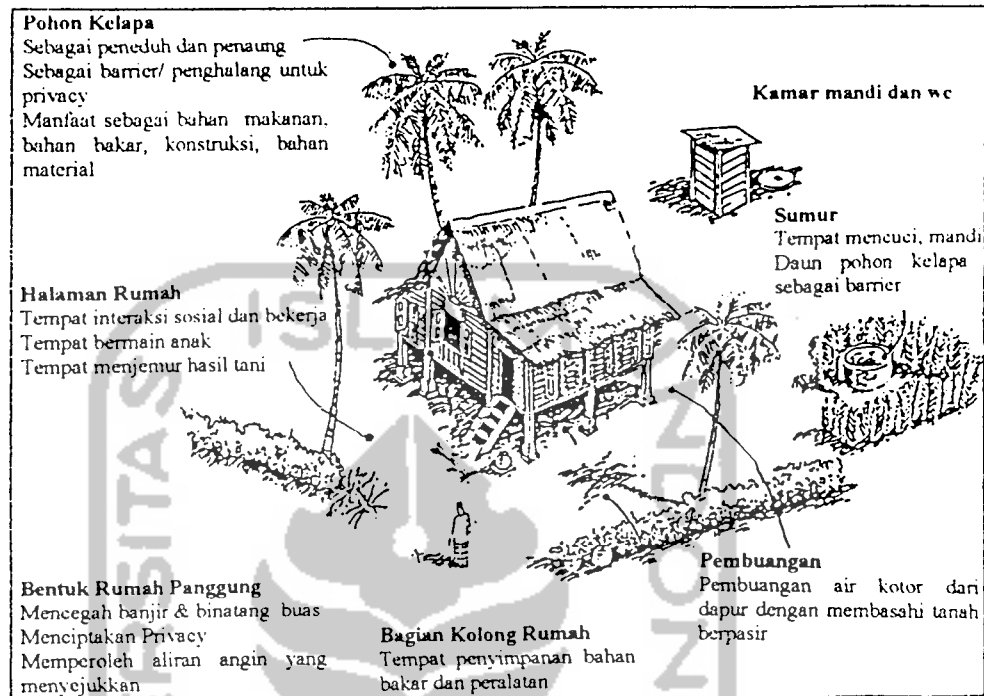 Pohon Kelapa
Sebagai peneduh dan penaung
Sebagai barrier/ penghalang untuk
privacy
Manfaat sebagai bahan makanan,
bahan bakar, konstruksi, bahan
material
Kamar mandi dan wc
Sumur
Tempat mencuci, mandi
Daun pohon kelapa
sebagai barrier
Halaman Rumah
Tempat interaksi sosial dan bekerja
Tempat bermain anak
Tempat menjemur hasil tani
Bentuk Rumah Panggung
Mencegah banjir & binatang buas
Menciptakan Privacy
Memperoleh aliran angin yang
menyejukkan
Bagian Kolong Rumah
Tempat penyimpanan bahan
bakar dan peralatan
Pembuangan
Pembuangan air kotor dari
dapur dengan membasahi tanah
berpasir